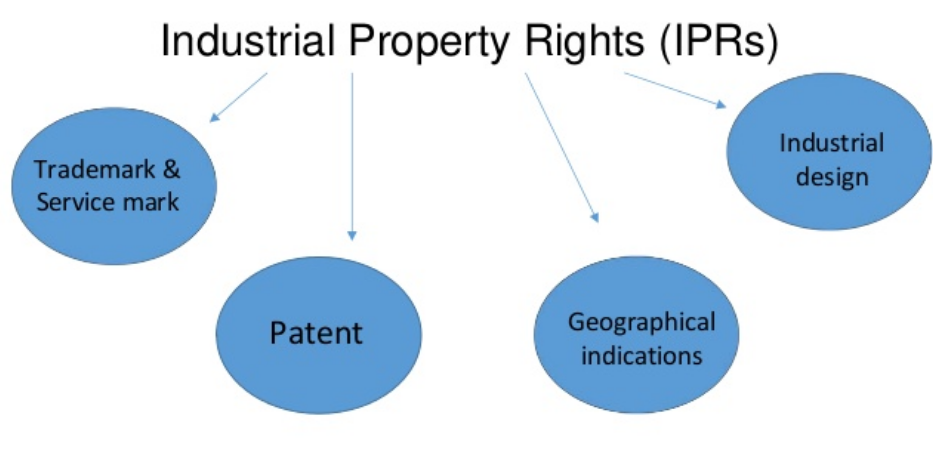 Industrial Property Rights (IPRs)
Trademark &
Service mark
Patent
Geographical
indications
Industrial
design